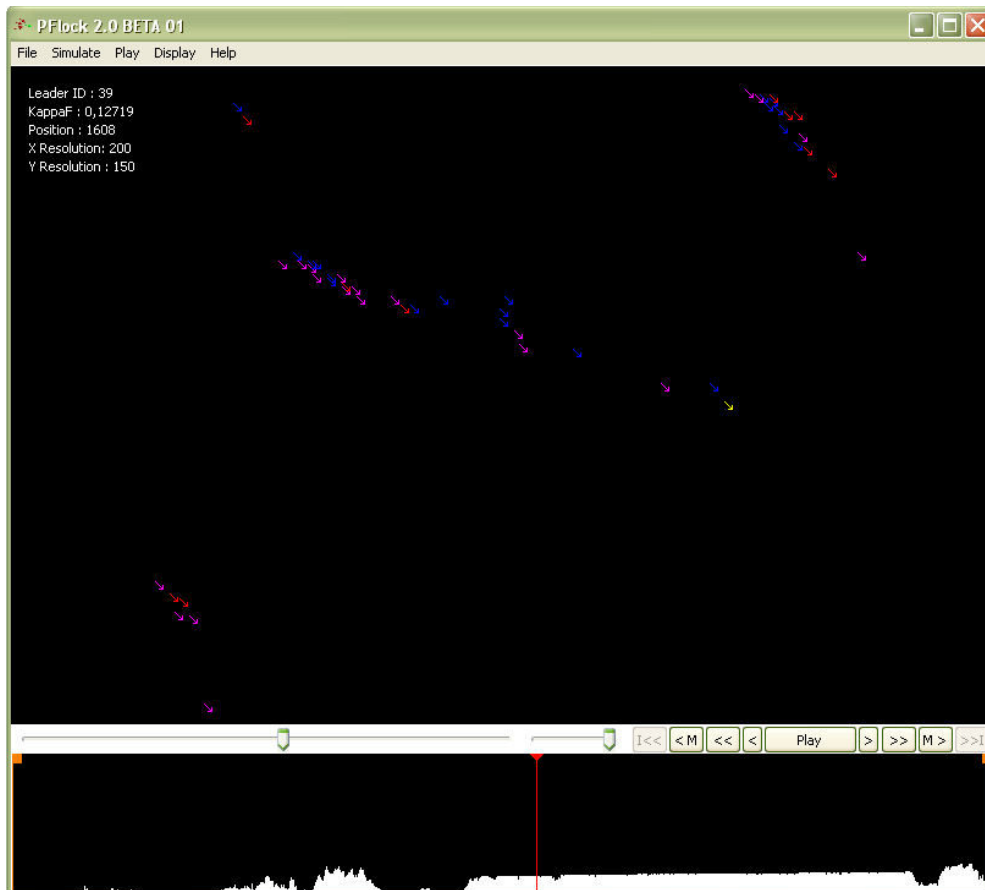 PFlock 2.0 BETA 01
File Simulate Play Display Help
Leader ID : 39
KappaF : 0,12719
Position : 1608
X Resolution: 200
Y Resolution : 150
I<< < M << < Play > >> M > >>I